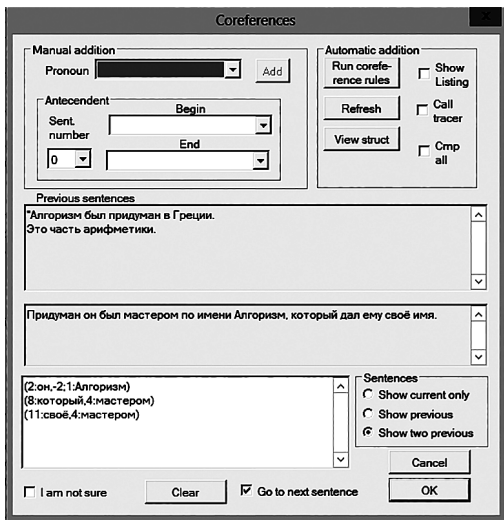 Coreferences
Manual addition
Pronoun
Add
Antecendent
Begin
Sent.
number
End
0
Automatic addition
Run corefe-
rence rules
Show
Listing
Refresh
Call
tracer
View struct
Cmp
all
Previous sentences
"Алгоризм был придуман в Греции.
Это часть арифметики.
Придуман он был мастером по имени Алгоризм, который дал ему своё имя.
(2:он,-2;1:Алгоризм)
(8:который,4:мастером)
(11:своё,4:мастером)
Sentences
Show current only
Show previous
Show two previous
Cancel
I am not sure
Clear
Go to next sentence
OK